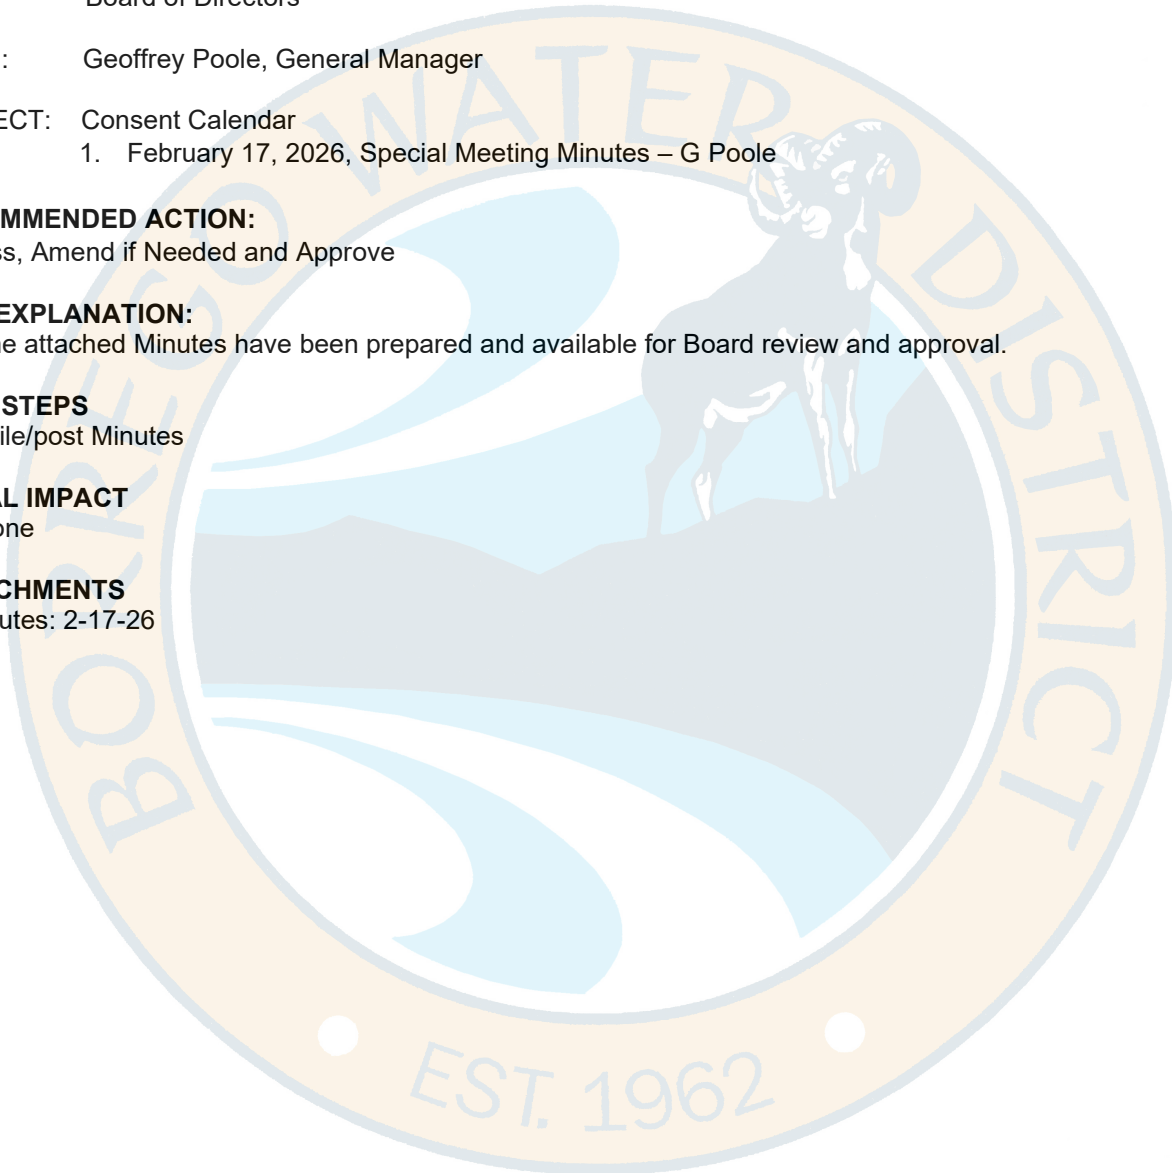 Board of Directors
: Geoffrey Poole, General Manager
ECT: Consent Calendar
1. February 17, 2026, Special Meeting Minutes – G Poole
MMENDED ACTION:
ss, Amend if Needed and Approve
EXPLANATION:
e attached Minutes have been prepared and available for Board review and approval.
STEPS
ile/post Minutes
L IMPACT
one
CHMENTS
utes: 2-17-26
BORREGO WATER DISTRICT
EST. 1962